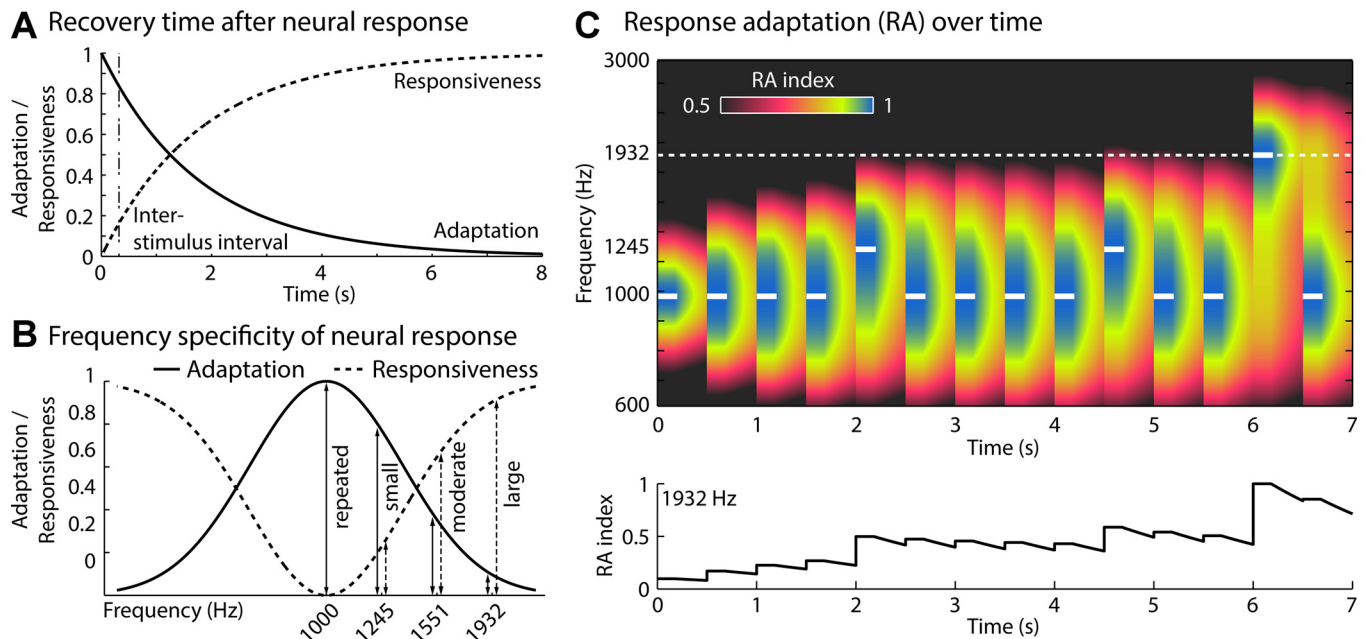 A Recovery time after neural response
1
0.8
0.6
0.4
0.2
0
Adaptation /
Responsiveness
Responsiveness
Inter-
stimulus interval
Adaptation
0 2 4 6 8
Time (s)
B Frequency specificity of neural response
Adaptation Responsiveness
1
0.8
0.6
0.4
0.2
0
Adaptation /
Responsiveness
repeated
small
moderate
large
Frequency (Hz)
1000
1245
1551
1932
C Response adaptation (RA) over time
3000
1932
1245
1000
600
Frequency (Hz)
RA index
0.5 1
0 1 2 3 4 5 6 7
Time (s)
1932 Hz
1
0.5
0
RA index
0 1 2 3 4 5 6 7
Time (s)